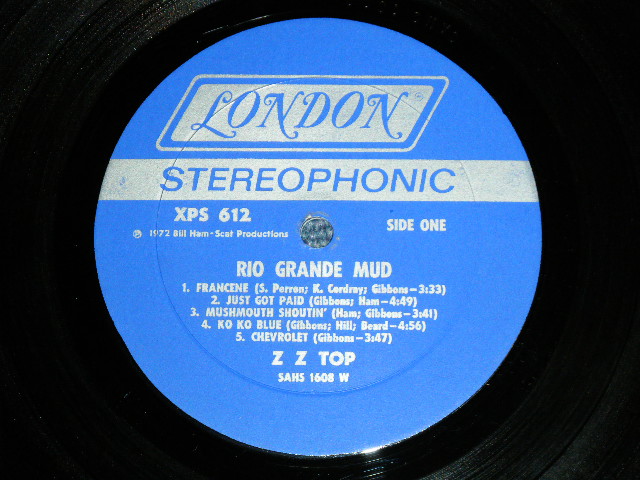 LONDON
STEREOPHONIC
XPS 612
SIDE ONE
℗ 1972 Bill Ham-Scat Productions
RIO GRANDE MUD
1. FRANCENE (S. Perron; K. Cordray; Gibbons—3:33)
2. JUST GOT PAID (Gibbons; Ham—4:49)
3. MUSHMOUTH SHOUTIN' (Ham; Gibbons—3:41)
4. KO KO BLUE (Gibbons; Hill; Beard—4:56)
5. CHEVROLET (Gibbons—3:47)
Z Z TOP
SAHS 1608 W